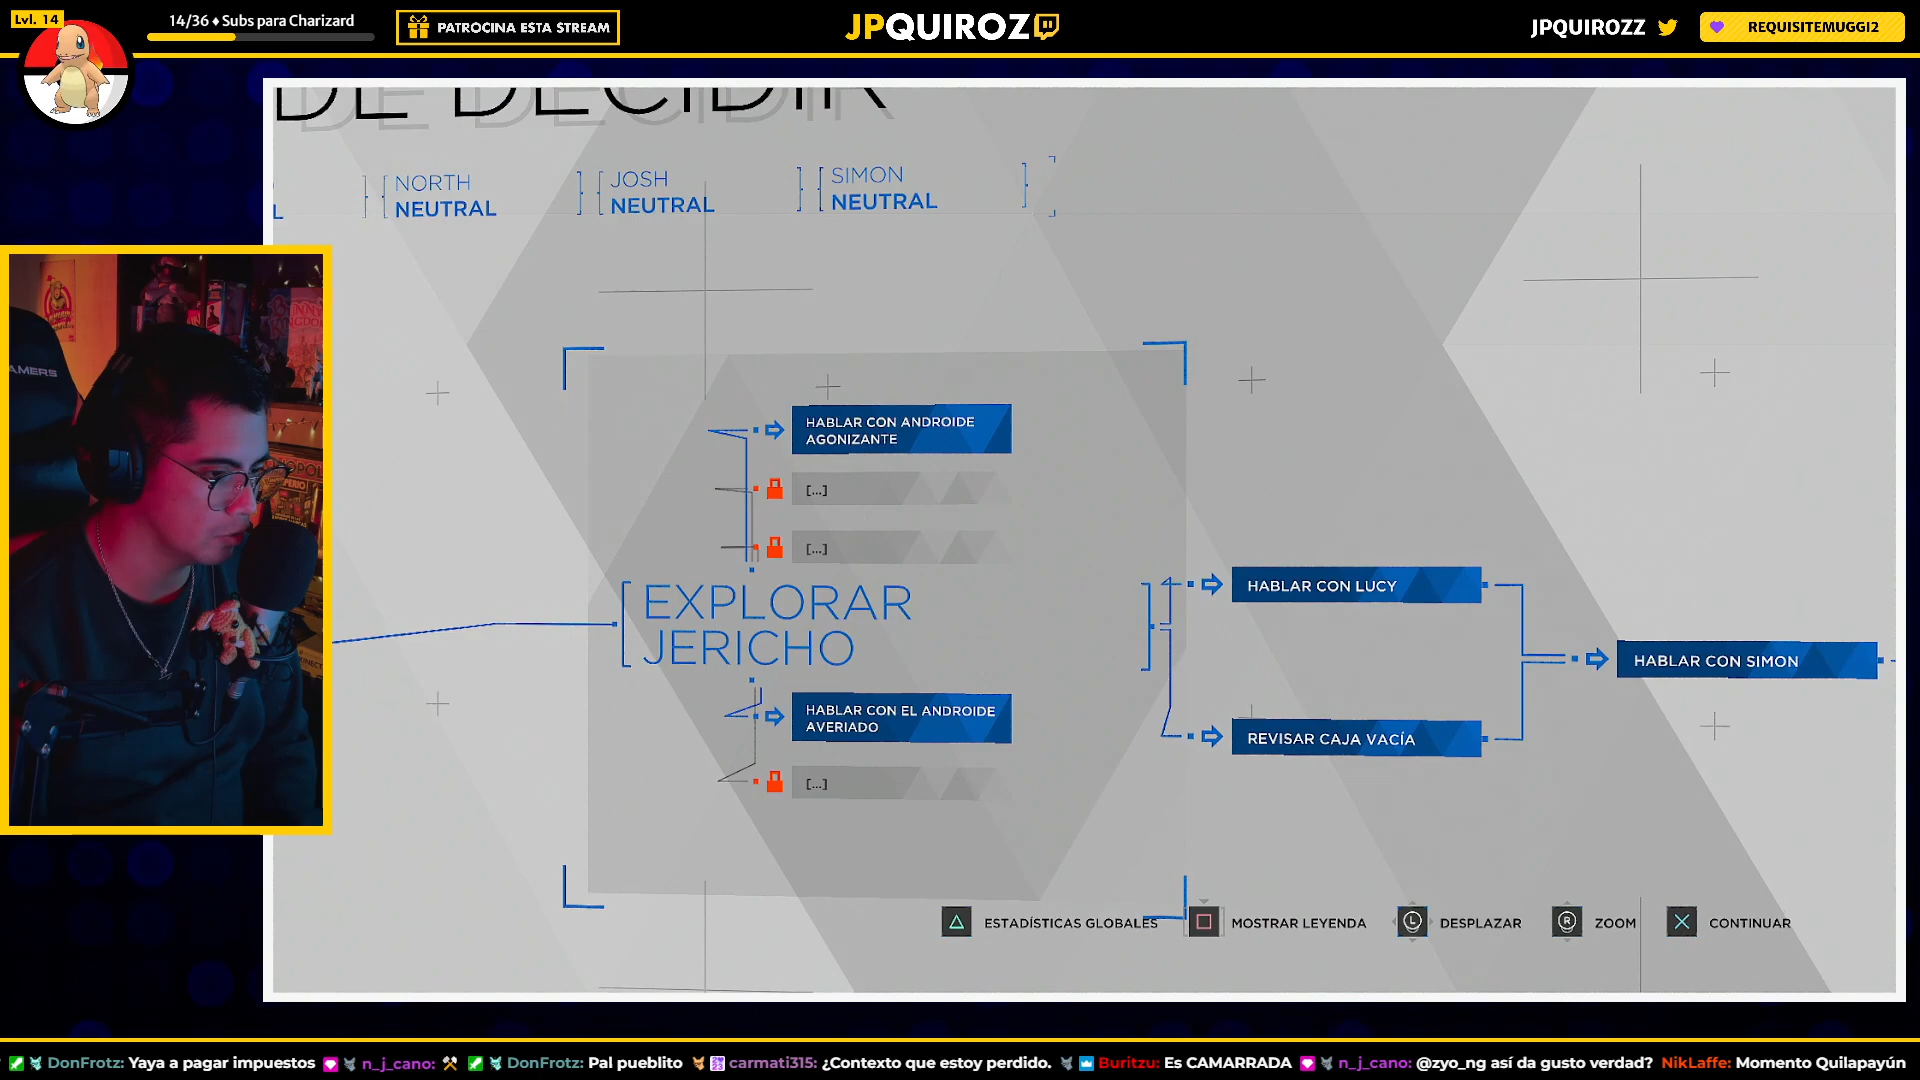 Lvl. 14
14/36 ♦ Subs para Charizard
PATROCINA ESTA STREAM
JPQUIROZ
JPQUIROZZ
REQUISITEMUGGI2
DE DECIDIR
L
[NORTH
NEUTRAL]
[JOSH
NEUTRAL]
[SIMON
NEUTRAL]
AMERS
HABLAR CON ANDROIDE
AGONIZANTE
[...]
[...]
[EXPLORAR
JERICHO]
HABLAR CON EL ANDROIDE
AVERIADO
[...]
HABLAR CON LUCY
REVISAR CAJA VACÍA
HABLAR CON SIMON
ESTADÍSTICAS GLOBALES
MOSTRAR LEYENDA
L DESPLAZAR
R ZOOM
CONTINUAR
DonFrotz: Yaya a pagar impuestos n_j_cano: DonFrotz: Pal pueblito carmati315: ¿Contexto que estoy perdido. Buritzu: Es CAMARRADA n_j_cano: @zyo_ng así da gusto verdad? NikLaffe: Momento Quilapayún